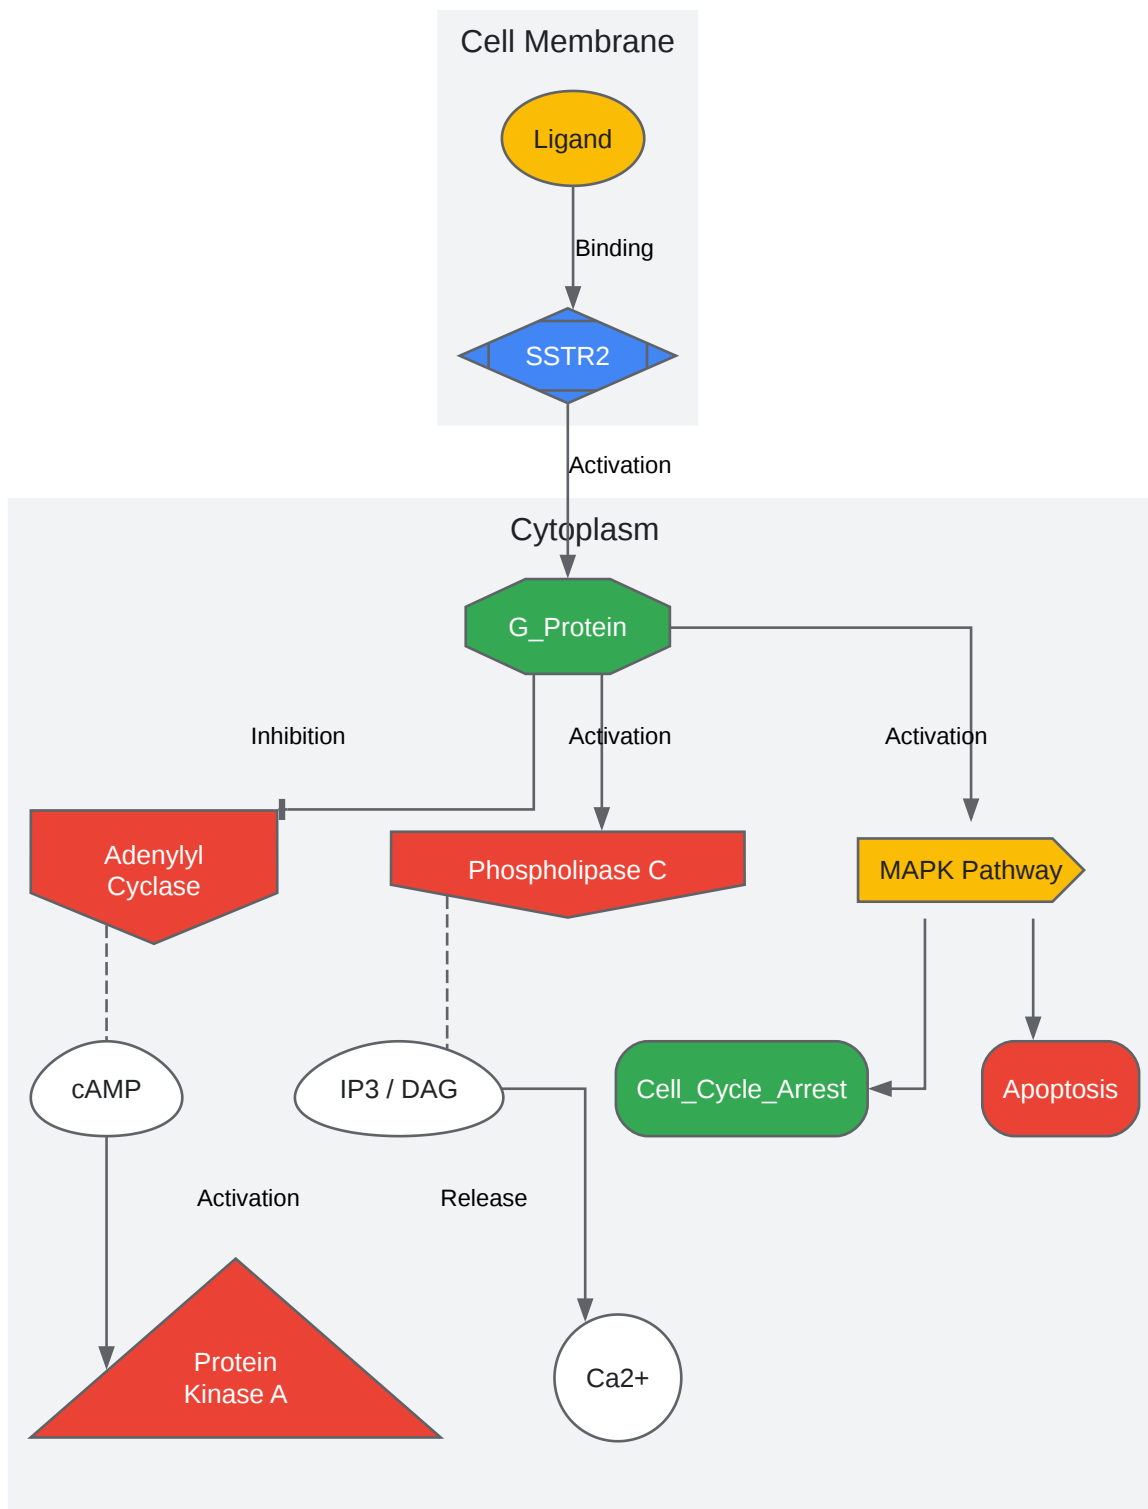 Cell Membrane
Ligand
Binding
SSTR2
Activation
Cytoplasm
G_Protein
Inhibition
Activation
Activation
Adenylyl
Cyclase
Phospholipase C
MAPK Pathway
cAMP
IP3 / DAG
Cell_Cycle_Arrest
Apoptosis
Activation
Release
Protein
Kinase A
Ca2+